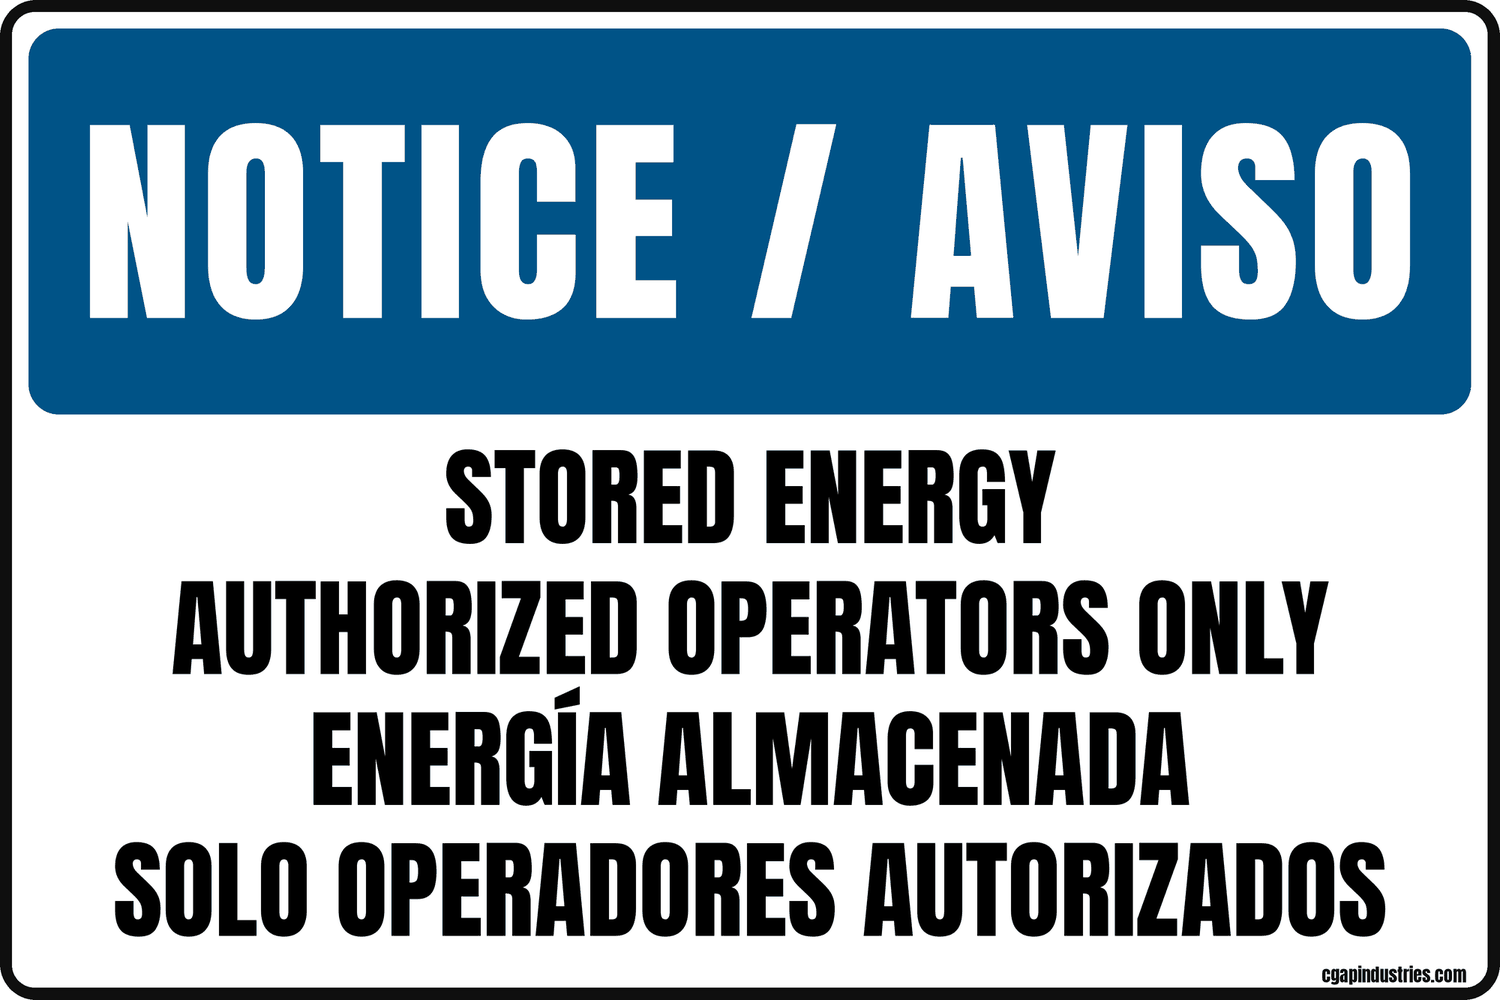 NOTICE / AVISO
STORED ENERGY
AUTHORIZED OPERATORS ONLY
ENERGÍA ALMACENADA
SOLO OPERADORES AUTORIZADOS
cgapindustries.com